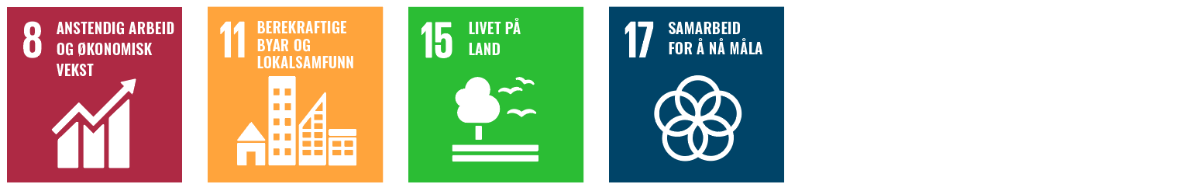 8
ANSTENDIG ARBEID
OG ØKONOMISK
VEKST
11
BEREKRAFTIGE
BYAR OG
LOKALSAMFUNN
15
LIVET PÅ
LAND
17
SAMARBEID
FOR Å NÅ MÅLA